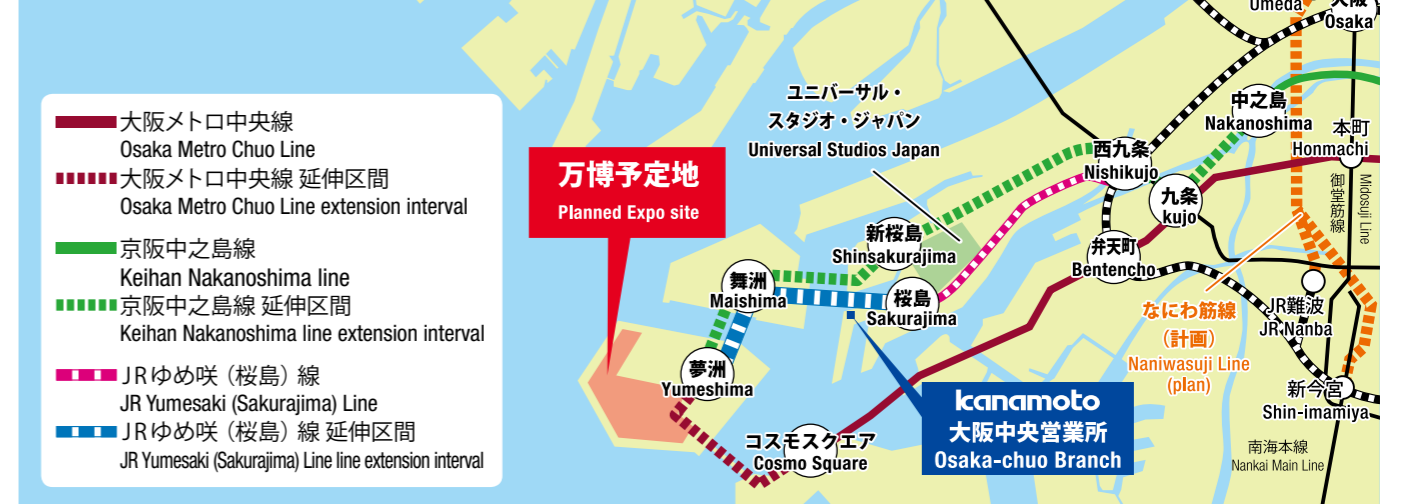 大阪メトロ中央線
Osaka Metro Chuo Line
大阪メトロ中央線 延伸区間
Osaka Metro Chuo Line extension interval
京阪中之島線
Keihan Nakanoshima line
京阪中之島線 延伸区間
Keihan Nakanoshima line extension interval
JRゆめ咲（桜島）線
JR Yumesaki (Sakurajima) Line
JRゆめ咲（桜島）線 延伸区間
JR Yumesaki (Sakurajima) Line line extension interval
万博予定地
Planned Expo site
ユニバーサル・
スタジオ・ジャパン
Universal Studios Japan
Umeda
大阪
Osaka
中之島
Nakanoshima
本町
Honmachi
西九条
Nishikujo
九条
kujo
御堂筋線
Midosuji Line
新桜島
Shinsakurajima
弁天町
Bentencho
舞洲
Maishima
桜島
Sakurajima
なにわ筋線
（計画）
Naniwasuji Line
(plan)
JR難波
JR Nanba
夢洲
Yumeshima
kanamoto
大阪中央営業所
Osaka-chuo Branch
新今宮
Shin-imamiya
コスモスクエア
Cosmo Square
南海本線
Nankai Main Line